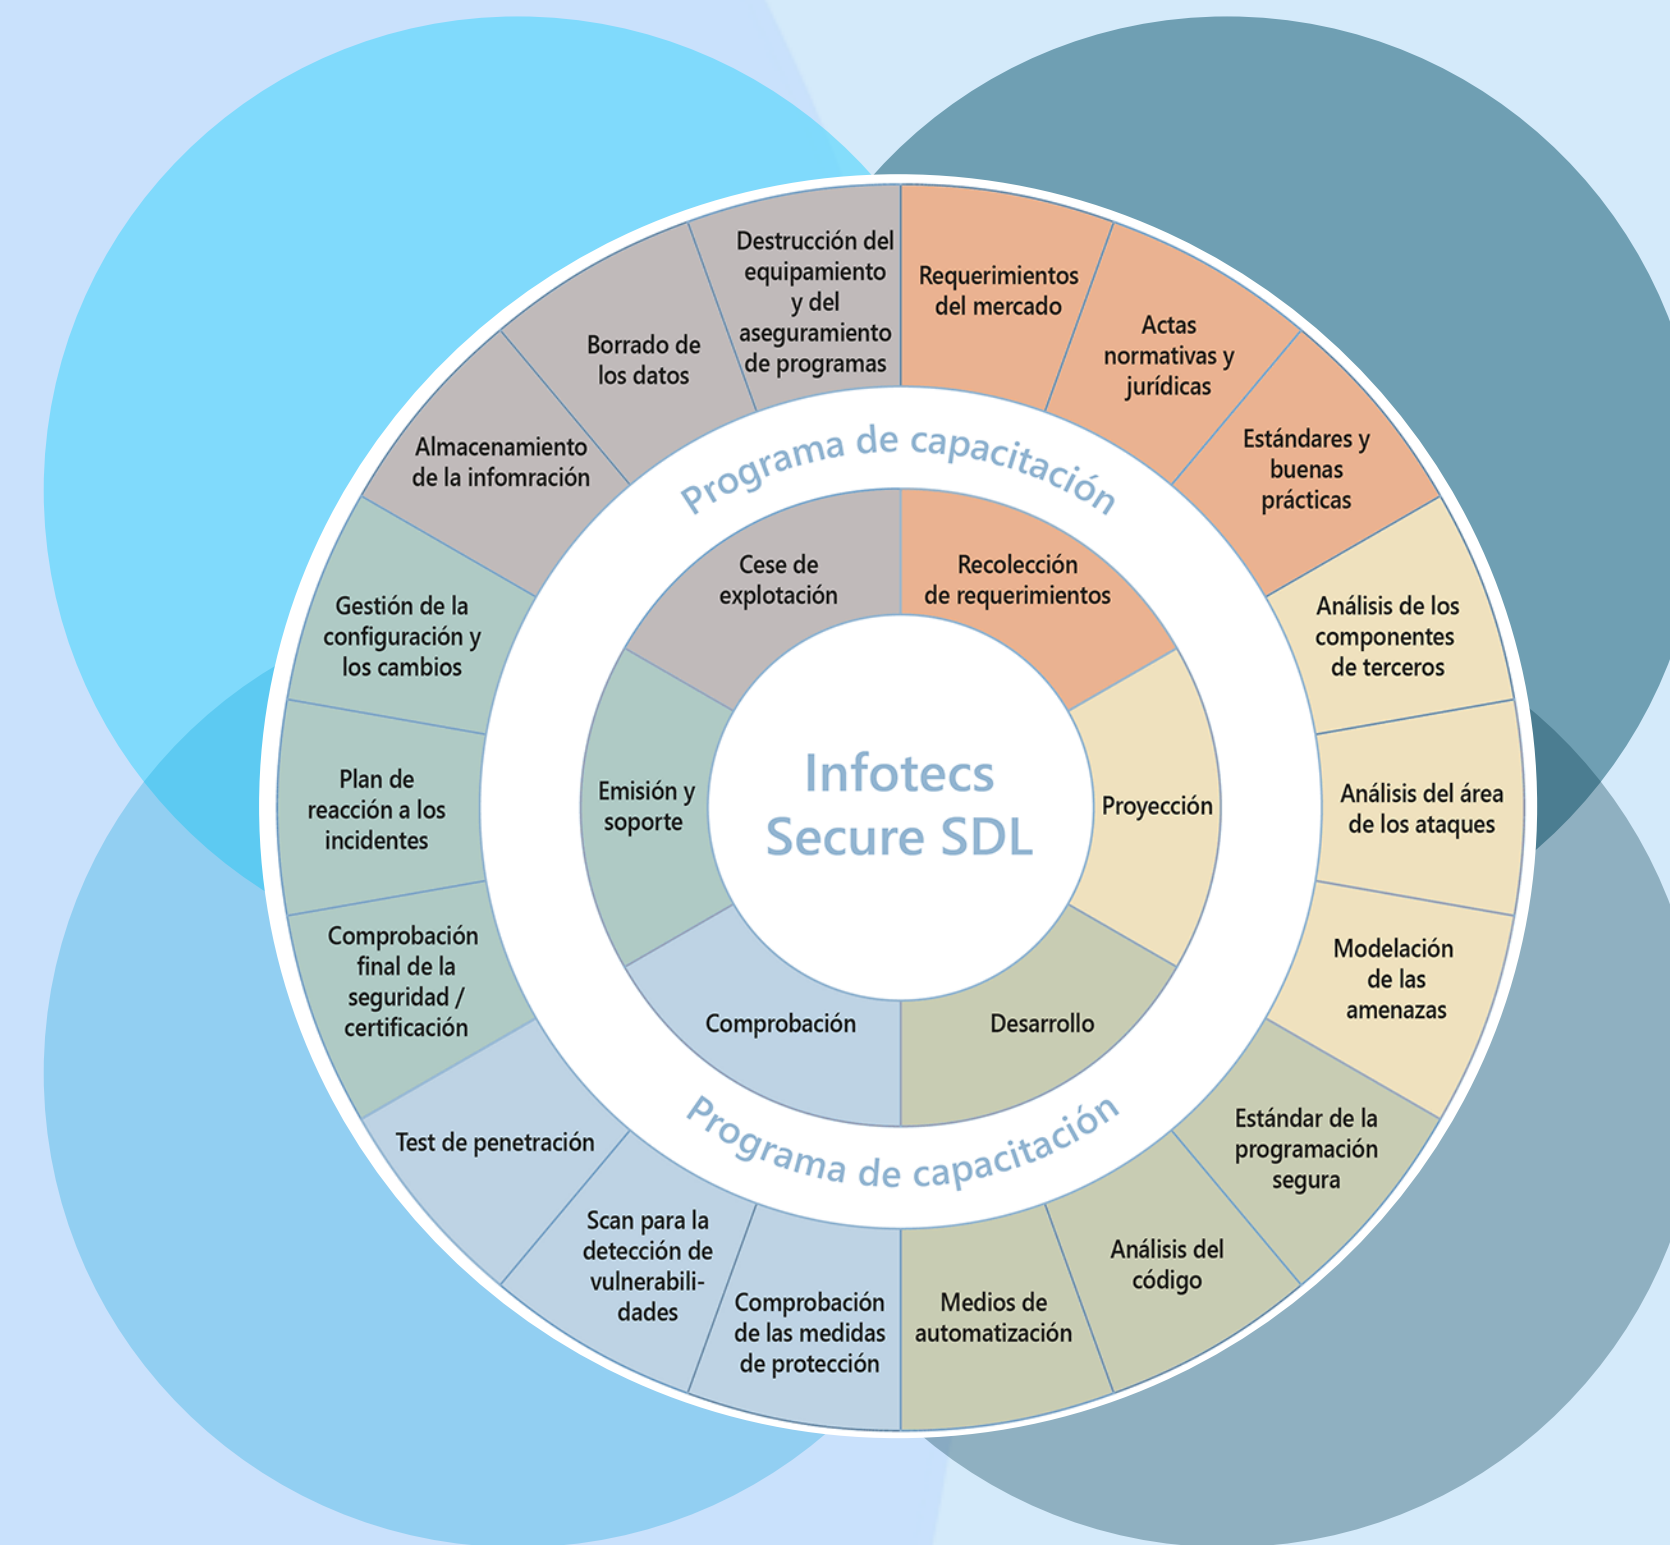 Destrucción del
equipamiento
y del
aseguramiento
de programas
Requerimientos
del mercado
Actas
normativas y
jurídicas
Estándares y
buenas
prácticas
Análisis de los
componentes
de terceros
Análisis del área
de los ataques
Modelación
de las
amenazas
Estándar de la
programación
segura
Análisis del
código
Medios de
automatización
Comprobación
de las medidas
de protección
Scan para la
detección de
vulnerabili-
dades
Test de penetración
Comprobación
final de la
seguridad /
certificación
Plan de
reacción a los
incidentes
Gestión de la
configuración y
los cambios
Almacenamiento
de la infomración
Borrado de
los datos
Programa de capacitación
Cese de
explotación
Recolección
de requerimientos
Proyección
Desarrollo
Comprobación
Emisión y
soporte
Infotecs
Secure SDL
Programa de capacitación